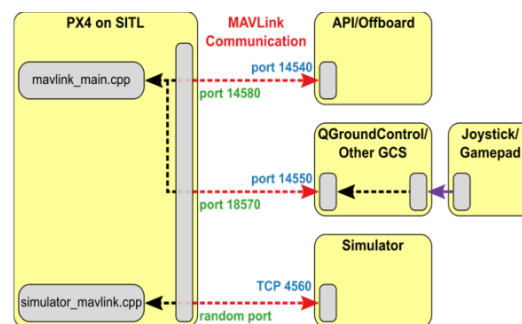 PX4 on SITL
MAVLink
Communication
API/Offboard
mavlink_main.cpp
port 14540
port 14580
QGroundControl/
Other GCS
Joystick/
Gamepad
port 14550
port 18570
Simulator
TCP 4560
simulator_mavlink.cpp
random port